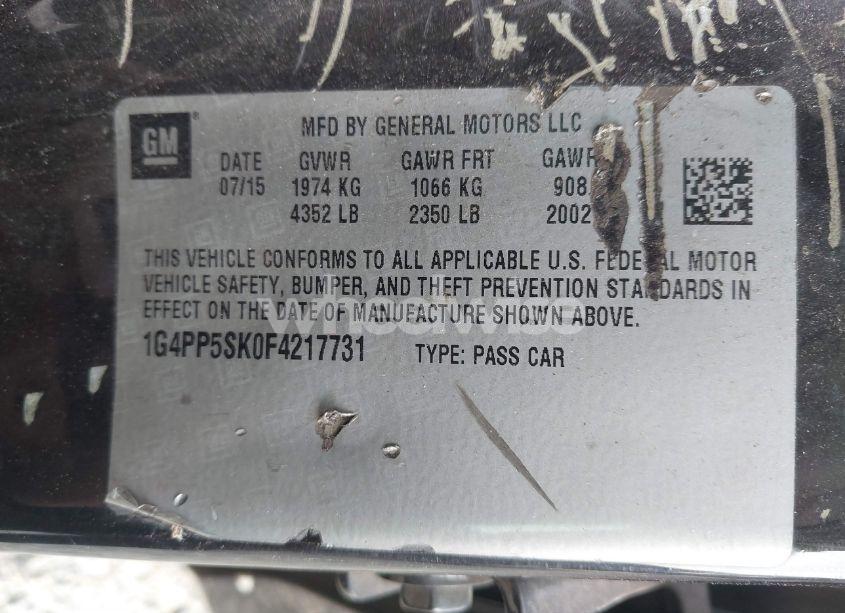 GM
MFD BY GENERAL MOTORS LLC
DATE GVWR GAWR FRT GAWR
07/15 1974 KG 1066 KG 908
4352 LB 2350 LB 2002
THIS VEHICLE CONFORMS TO ALL APPLICABLE U.S. FEDERAL MOTOR
VEHICLE SAFETY, BUMPER, AND THEFT PREVENTION STANDARDS IN
EFFECT ON THE DATE OF MANUFACTURE SHOWN ABOVE.
1G4PP5SK0F4217731 TYPE: PASS CAR